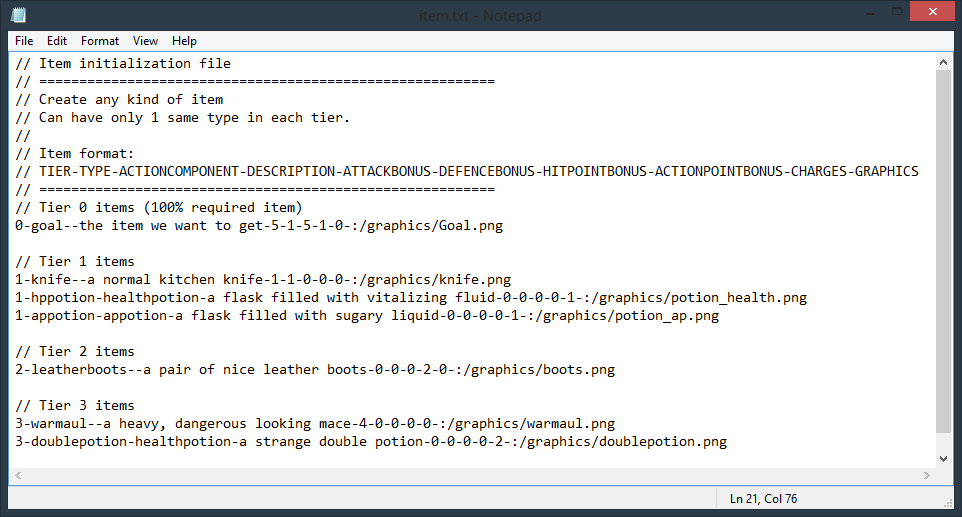 item.txt - Notepad
File Edit Format View Help
// Item initialization file
// =========================================================
// Create any kind of item
// Can have only 1 same type in each tier.
//
// Item format:
// TIER-TYPE-ACTIONCOMPONENT-DESCRIPTION-ATTACKBONUS-DEFENCEBONUS-HITPOINTBONUS-ACTIONPOINTBONUS-CHARGES-GRAPHICS
// =========================================================
// Tier 0 items (100% required item)
0-goal--the item we want to get-5-1-5-1-0-:/graphics/Goal.png
// Tier 1 items
1-knife--a normal kitchen knife-1-1-0-0-0-:/graphics/knife.png
1-hppotion-healthpotion-a flask filled with vitalizing fluid-0-0-0-0-1-:/graphics/potion_health.png
1-appotion-appotion-a flask filled with sugary liquid-0-0-0-0-1-:/graphics/potion_ap.png
// Tier 2 items
2-leatherboots--a pair of nice leather boots-0-0-0-2-0-:/graphics/boots.png
// Tier 3 items
3-warmaul--a heavy, dangerous looking mace-4-0-0-0-0-:/graphics/warmaul.png
3-doublepotion-healthpotion-a strange double potion-0-0-0-0-2-:/graphics/doublepotion.png
Ln 21, Col 76